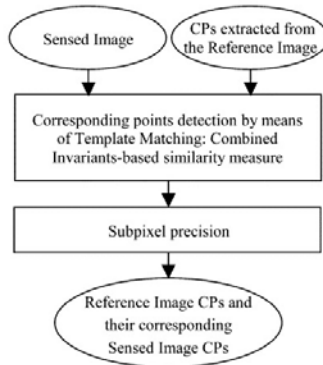 Sensed Image
CPs extracted from
the Reference Image
Corresponding points detection by means
of Template Matching: Combined
Invariants-based similarity measure
Subpixel precision
Reference Image CPs and
their corresponding
Sensed Image CPs